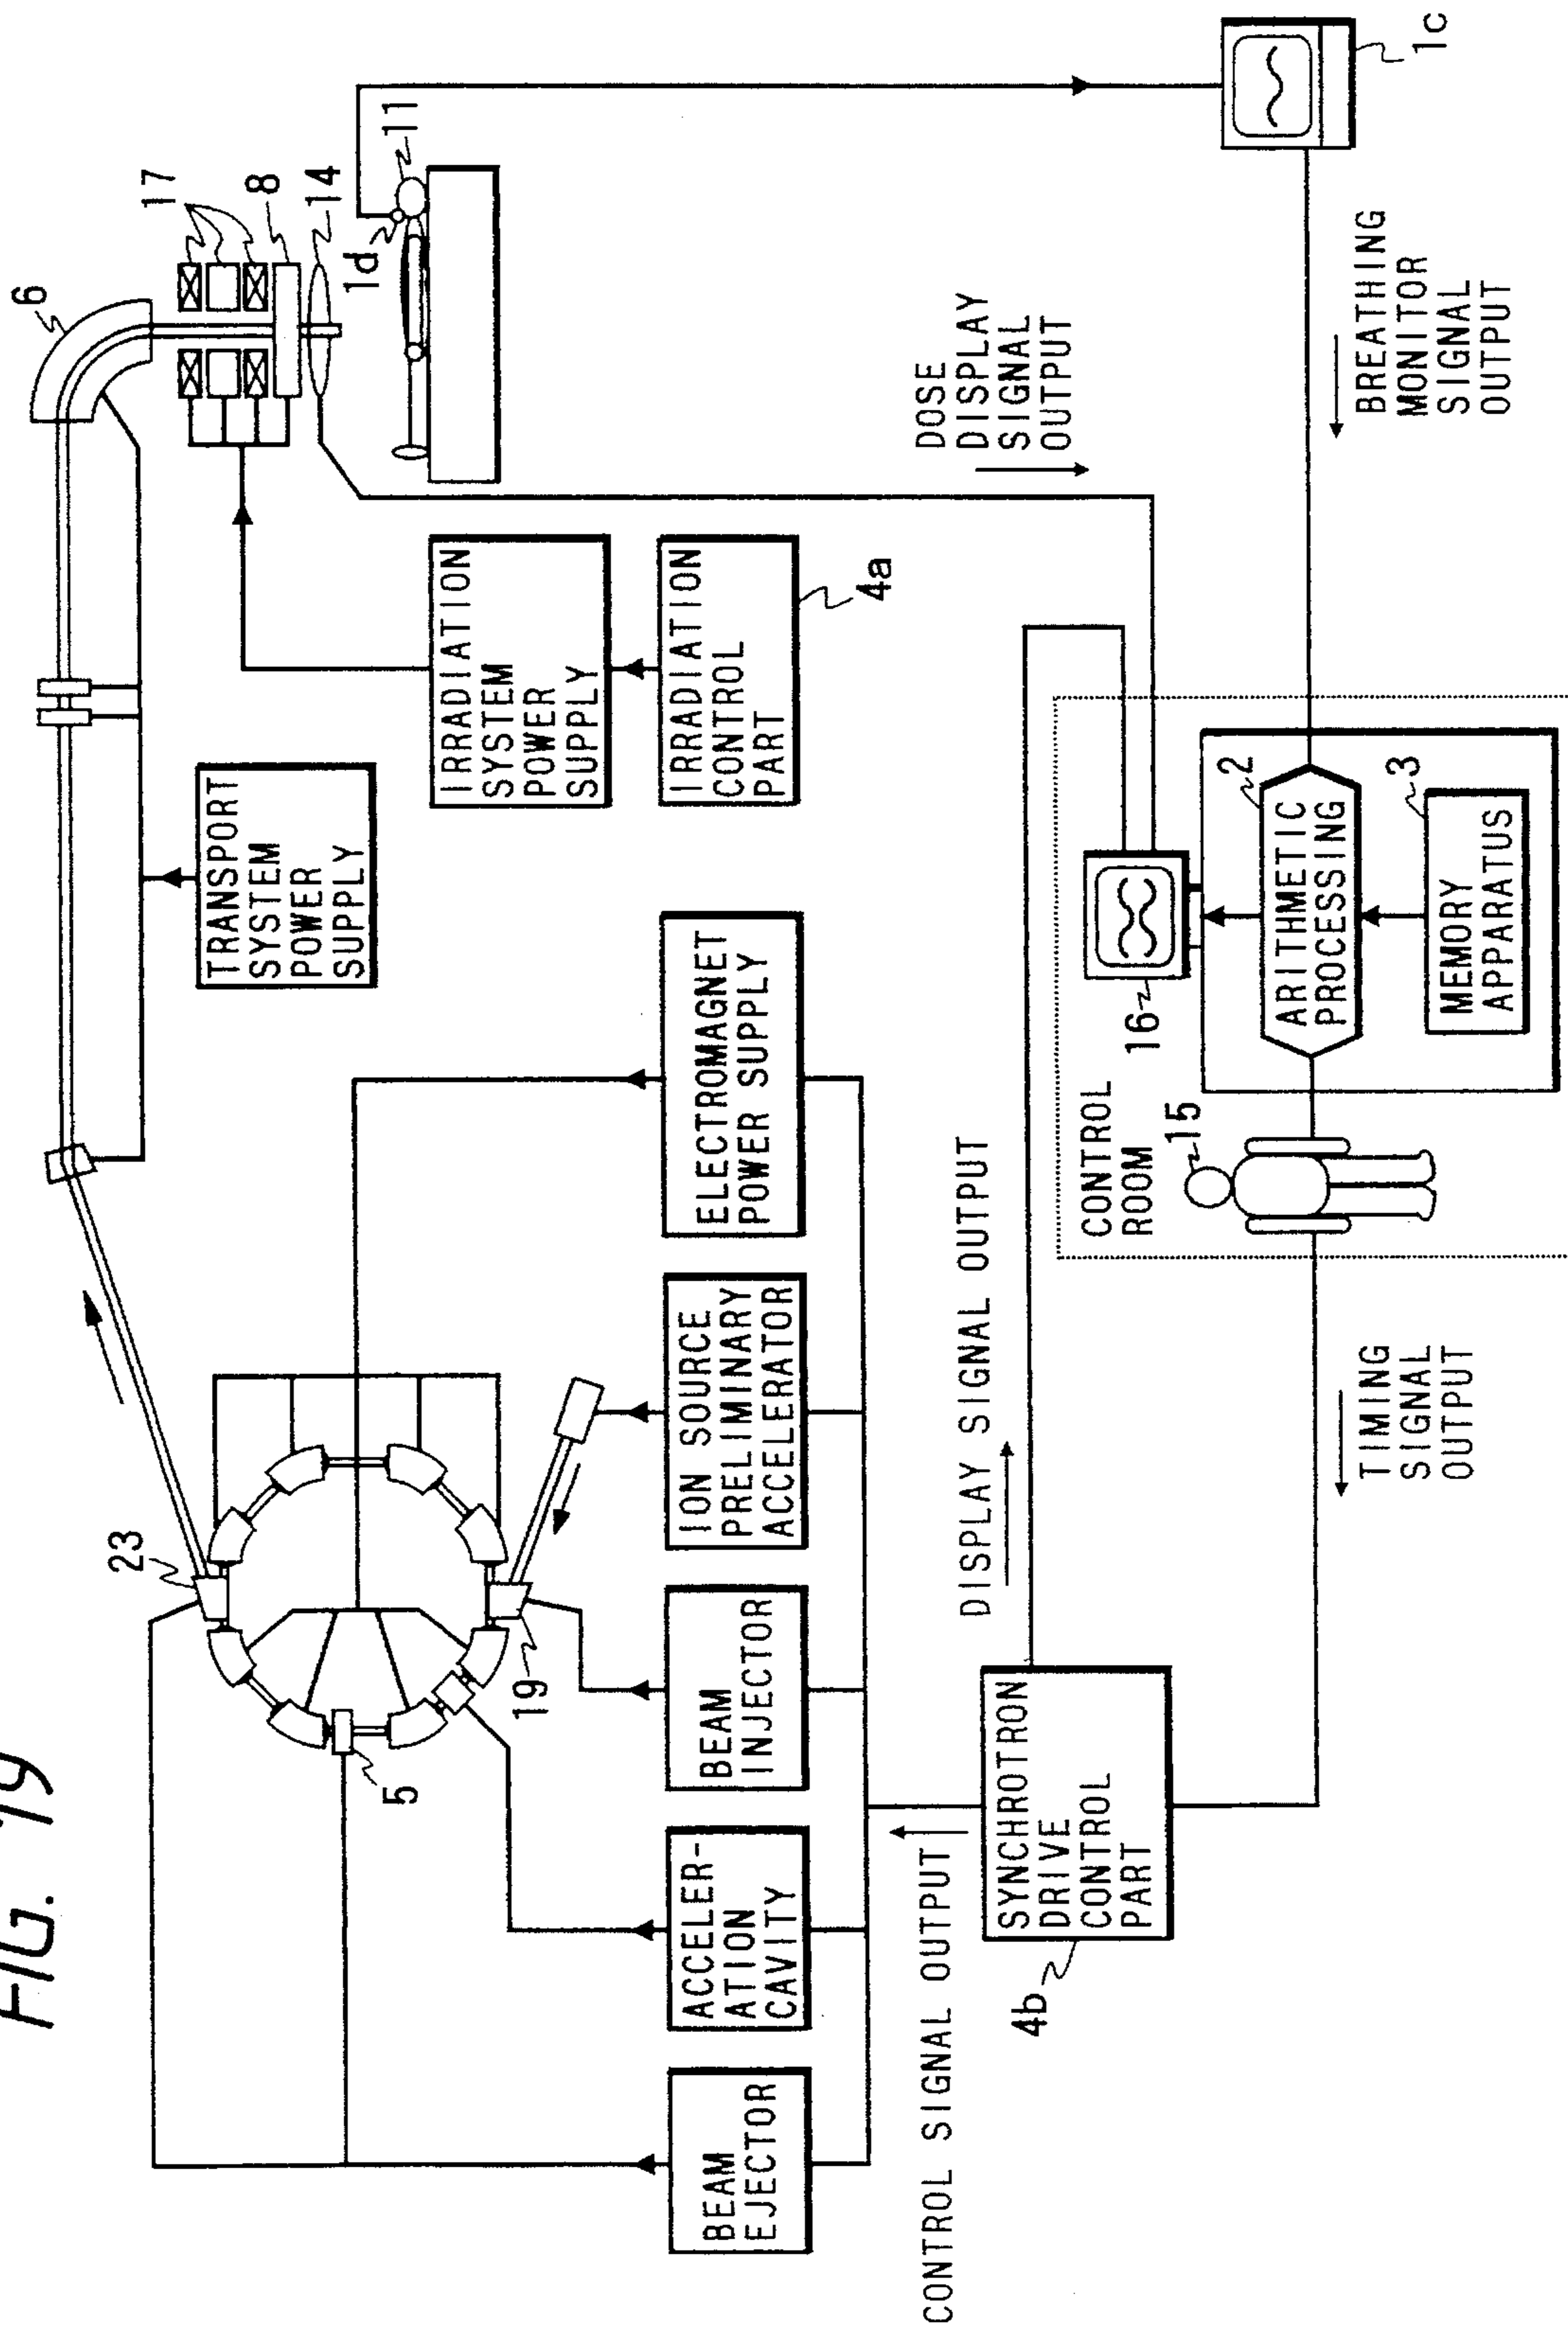 FIG. 19
23
5
19
6
17
8
14
1d
11
TRANSPORT
SYSTEM
POWER
SUPPLY
IRRADIATION
SYSTEM
POWER
SUPPLY
IRRADIATION
CONTROL
PART
4a
BEAM
EJECTOR
ACCELER-
ATION
CAVITY
BEAM
INJECTOR
ION SOURCE
PRELIMINARY
ACCELERATOR
ELECTROMAGNET
POWER SUPPLY
CONTROL SIGNAL OUTPUT
SYNCHROTRON
DRIVE
CONTROL
PART
4b
DISPLAY SIGNAL OUTPUT
DOSE
DISPLAY
SIGNAL
OUTPUT
CONTROL
ROOM
15
16
ARITHMETIC
PROCESSING
2
MEMORY
APPARATUS
3
TIMING
SIGNAL
OUTPUT
BREATHING
MONITOR
SIGNAL
OUTPUT
1c